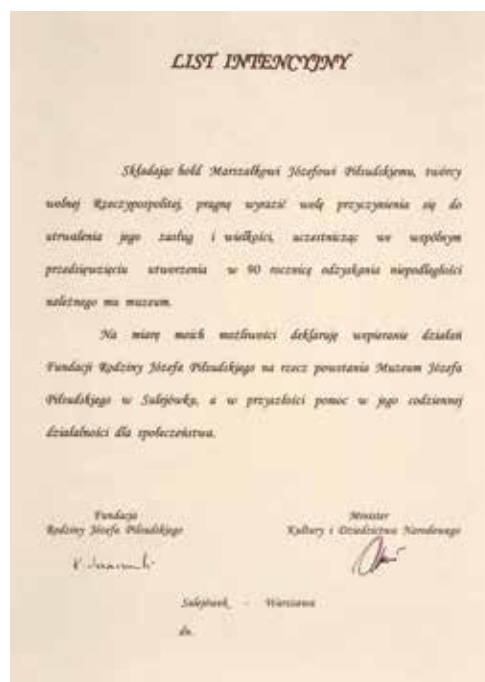 LIST INTENCYJNY
Składając hołd Marszałkowi Józefowi Piłsudskiemu, twórcy
wolnej Rzeczypospolitej, pragnę wyrazić wolę przyczynienia się do
utrwalenia jego zasług i wielkości, uczestnicząc we wspólnym
przedsięwzięciu utworzenia w 90 rocznicę odzyskania niepodległości
należnego mu muzeum.
Na miarę moich możliwości deklaruję wspieranie działań
Fundacji Rodziny Józefa Piłsudskiego na rzecz powstania Muzeum Józefa
Piłsudskiego w Sulejówku, a w przyszłości pomoc w jego codziennej
działalności dla społeczeństwa.
Fundacja
Rodziny Józefa Piłsudskiego
Minister
Kultury i Dziedzictwa Narodowego
Sulejówek - Warszawa
dn.